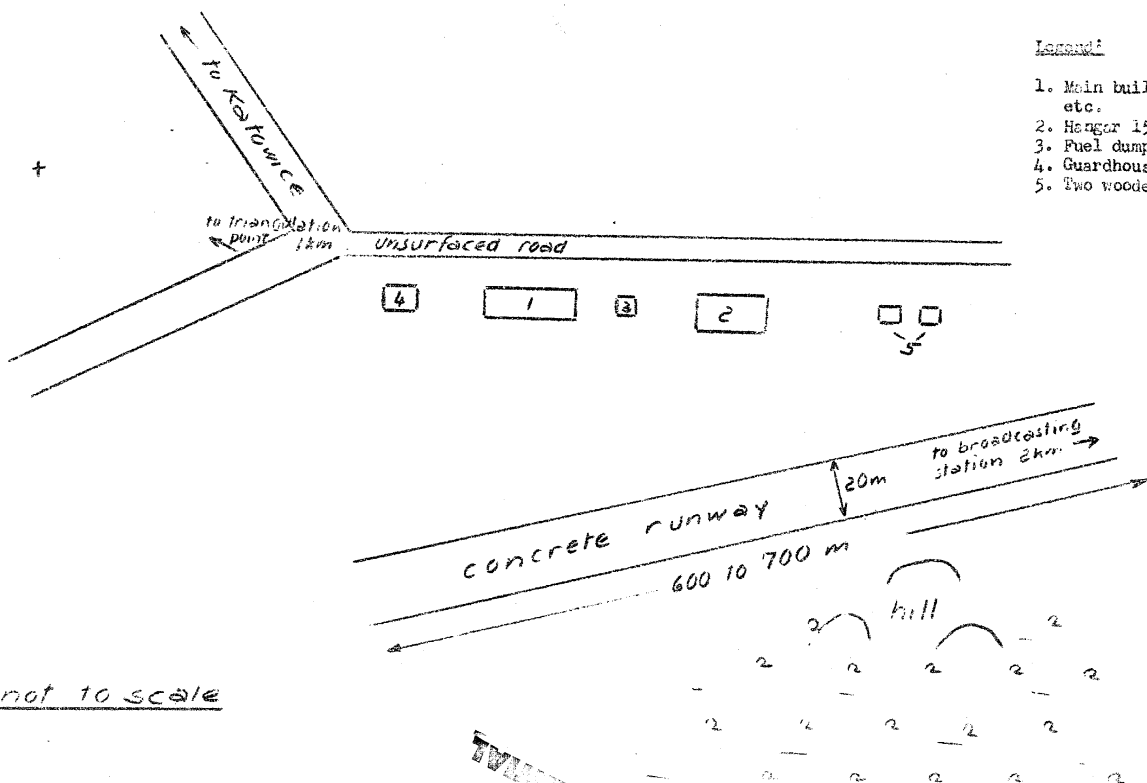 Legend:
1. Main buil
etc.
2. Hangar 15
3. Fuel dump
4. Guardhous
5. Two woode
to Katowice
to triangulation
point 1km
unsurfaced road
4
1
3
2
5
to broadcasting
station 2km
20m
concrete runway
600 to 700 m
hill
not to scale